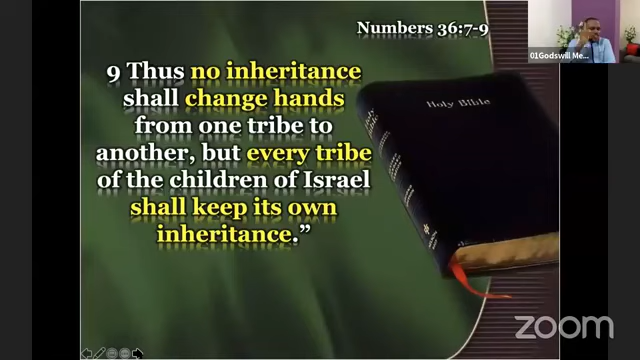 Numbers 36:7-9
01Godswill Me...
9 Thus no inheritance
shall change hands
from one tribe to
another, but every tribe
of the children of Israel
shall keep its own
inheritance.”
Holy Bible
zoom